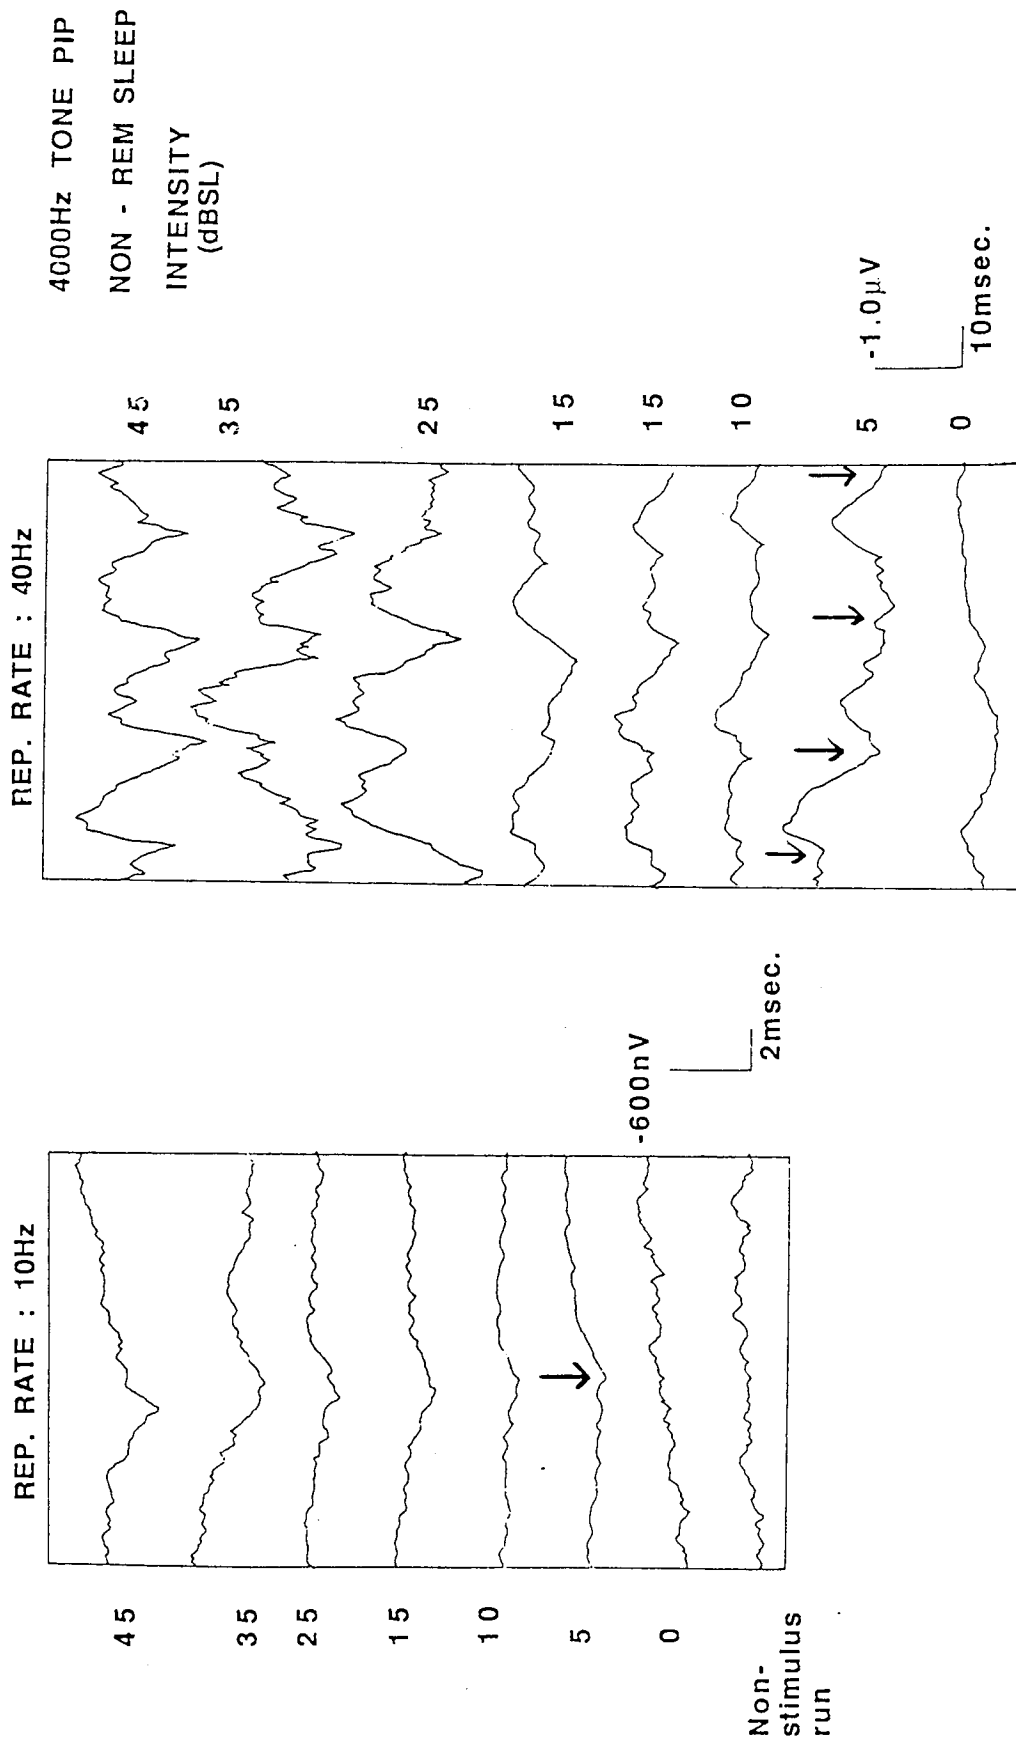 4000Hz TONE PIP
NON - REM SLEEP
INTENSITY
(dBSL)
REP. RATE : 10Hz
45
35
25
15
10
5
0
Non-
stimulus
run
-600nV
2msec.
REP. RATE : 40Hz
45
35
25
15
15
10
5
0
-1.0µV
10msec.